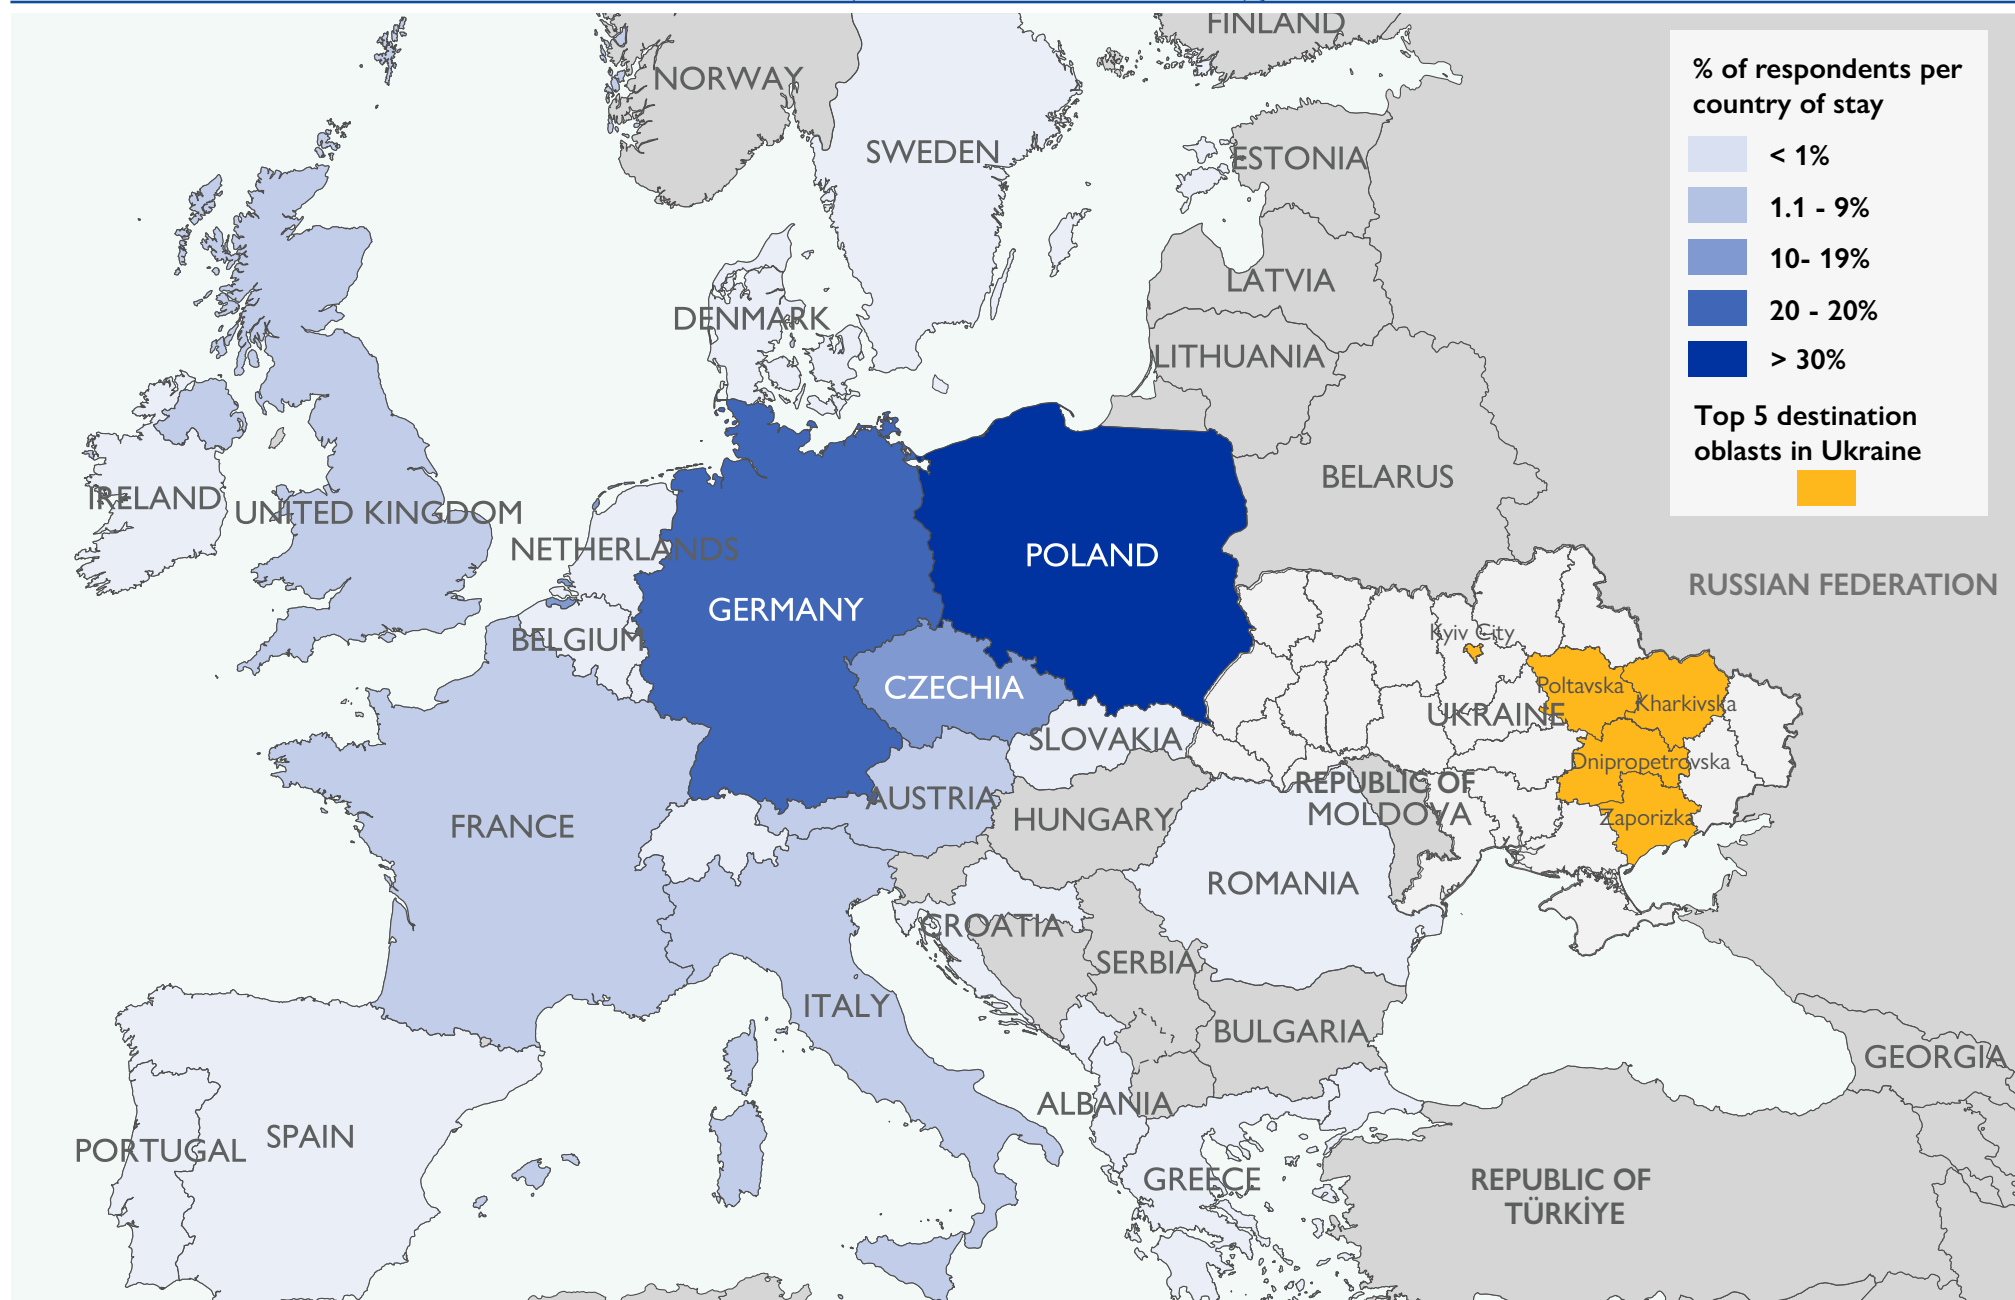 FINLAND
NORWAY
SWEDEN
ESTONIA
LATVIA
DENMARK
LITHUANIA
% of respondents per
country of stay
< 1%
1.1 - 9%
10- 19%
20 - 20%
> 30%
Top 5 destination
oblasts in Ukraine
BELARUS
IRELAND
UNITED KINGDOM
NETHERLANDS
POLAND
RUSSIAN FEDERATION
GERMANY
BELGIUM
Kyiv City
CZECHIA
Poltavska
Kharkivska
UKRAINE
SLOVAKIA
Dnipropetrovska
REPUBLIC OF
MOLDOVA
AUSTRIA
HUNGARY
Zaporizka
FRANCE
ROMANIA
CROATIA
SERBIA
ITALY
BULGARIA
GEORGIA
ALBANIA
PORTUGAL
SPAIN
GREECE
REPUBLIC OF
TÜRKİYE